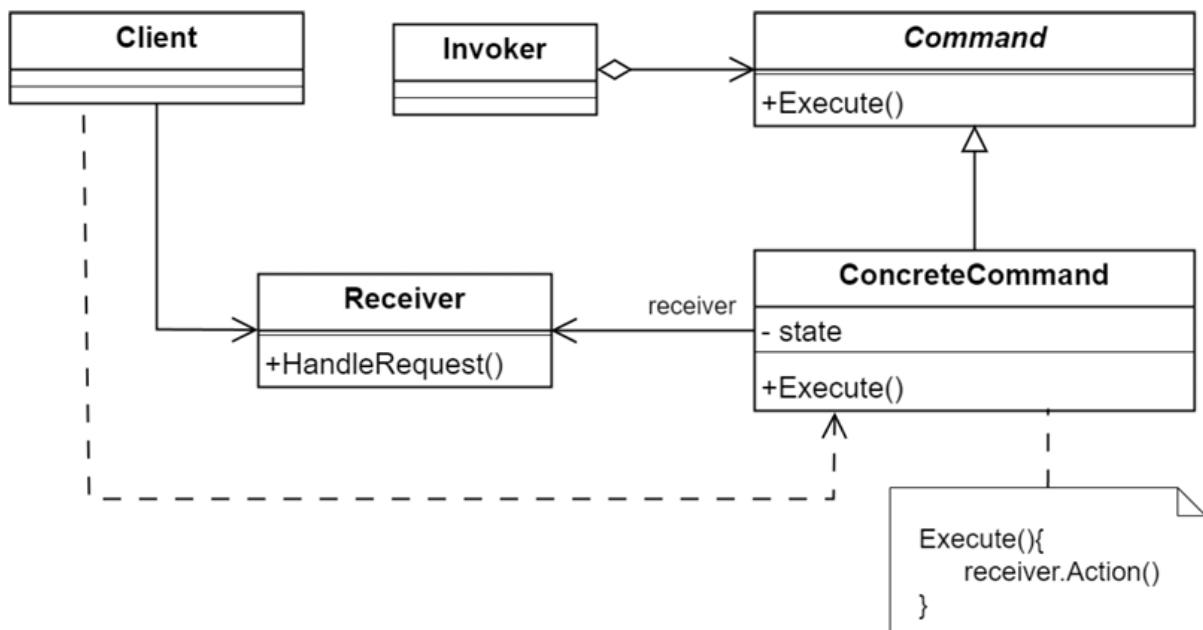 Client
Invoker
Command
+Execute()
Receiver
+HandleRequest()
receiver
ConcreteCommand
- state
+Execute()
Execute(){
receiver.Action()
}